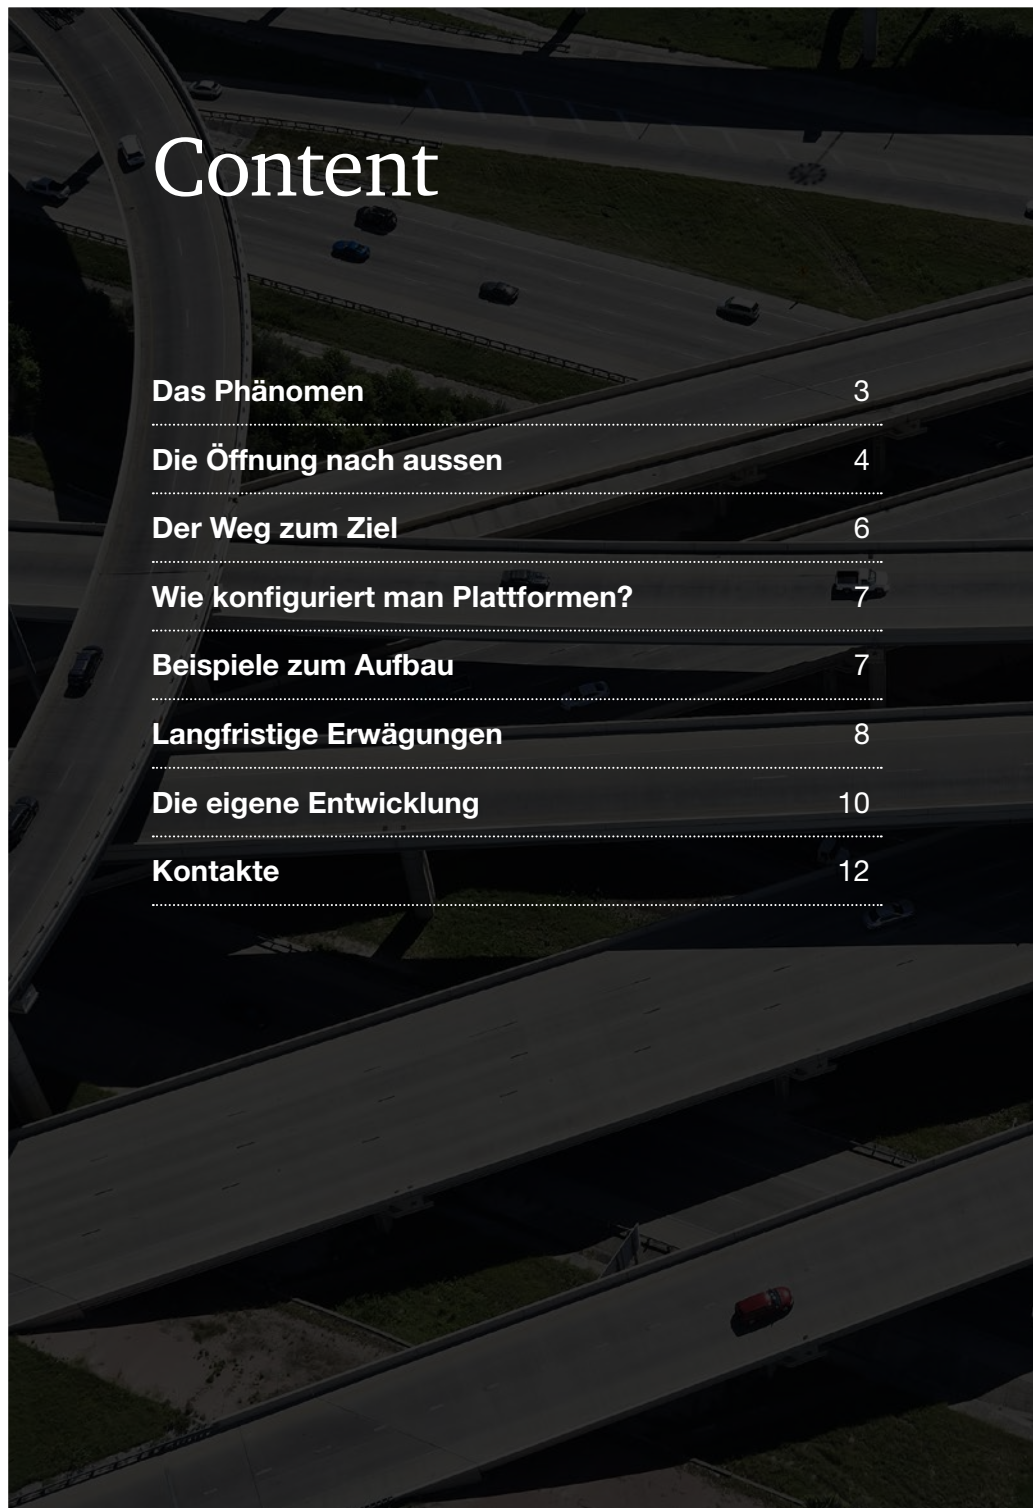 Content
Das Phänomen 3
Die Öffnung nach aussen 4
Der Weg zum Ziel 6
Wie konfiguriert man Plattformen? 7
Beispiele zum Aufbau 7
Langfristige Erwägungen 8
Die eigene Entwicklung 10
Kontakte 12